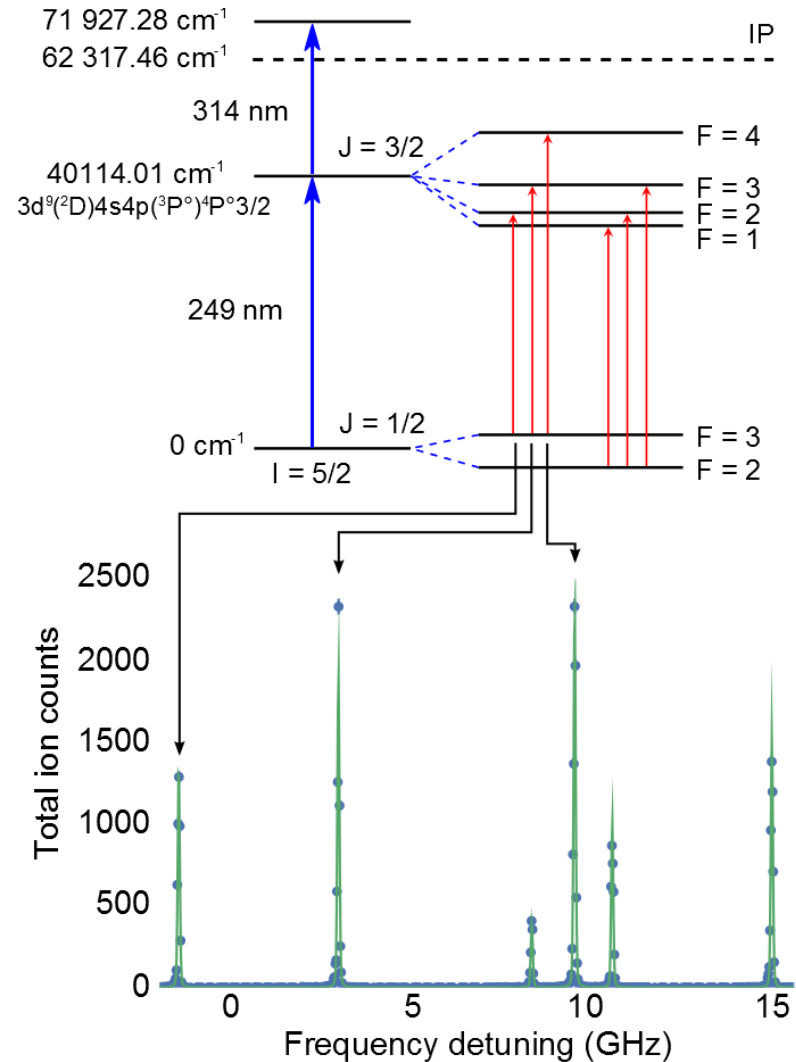 71 927.28 cm⁻¹
IP
62 317.46 cm⁻¹
314 nm
J = 3/2
F = 4
40114.01 cm⁻¹
F = 3
3d⁹(²D)4s4p(³P°)⁴P°3/2
F = 2
F = 1
249 nm
J = 1/2
F = 3
0 cm⁻¹
I = 5/2
F = 2
2500
2000
1500
1000
500
0
Total ion counts
0 5 10 15
Frequency detuning (GHz)